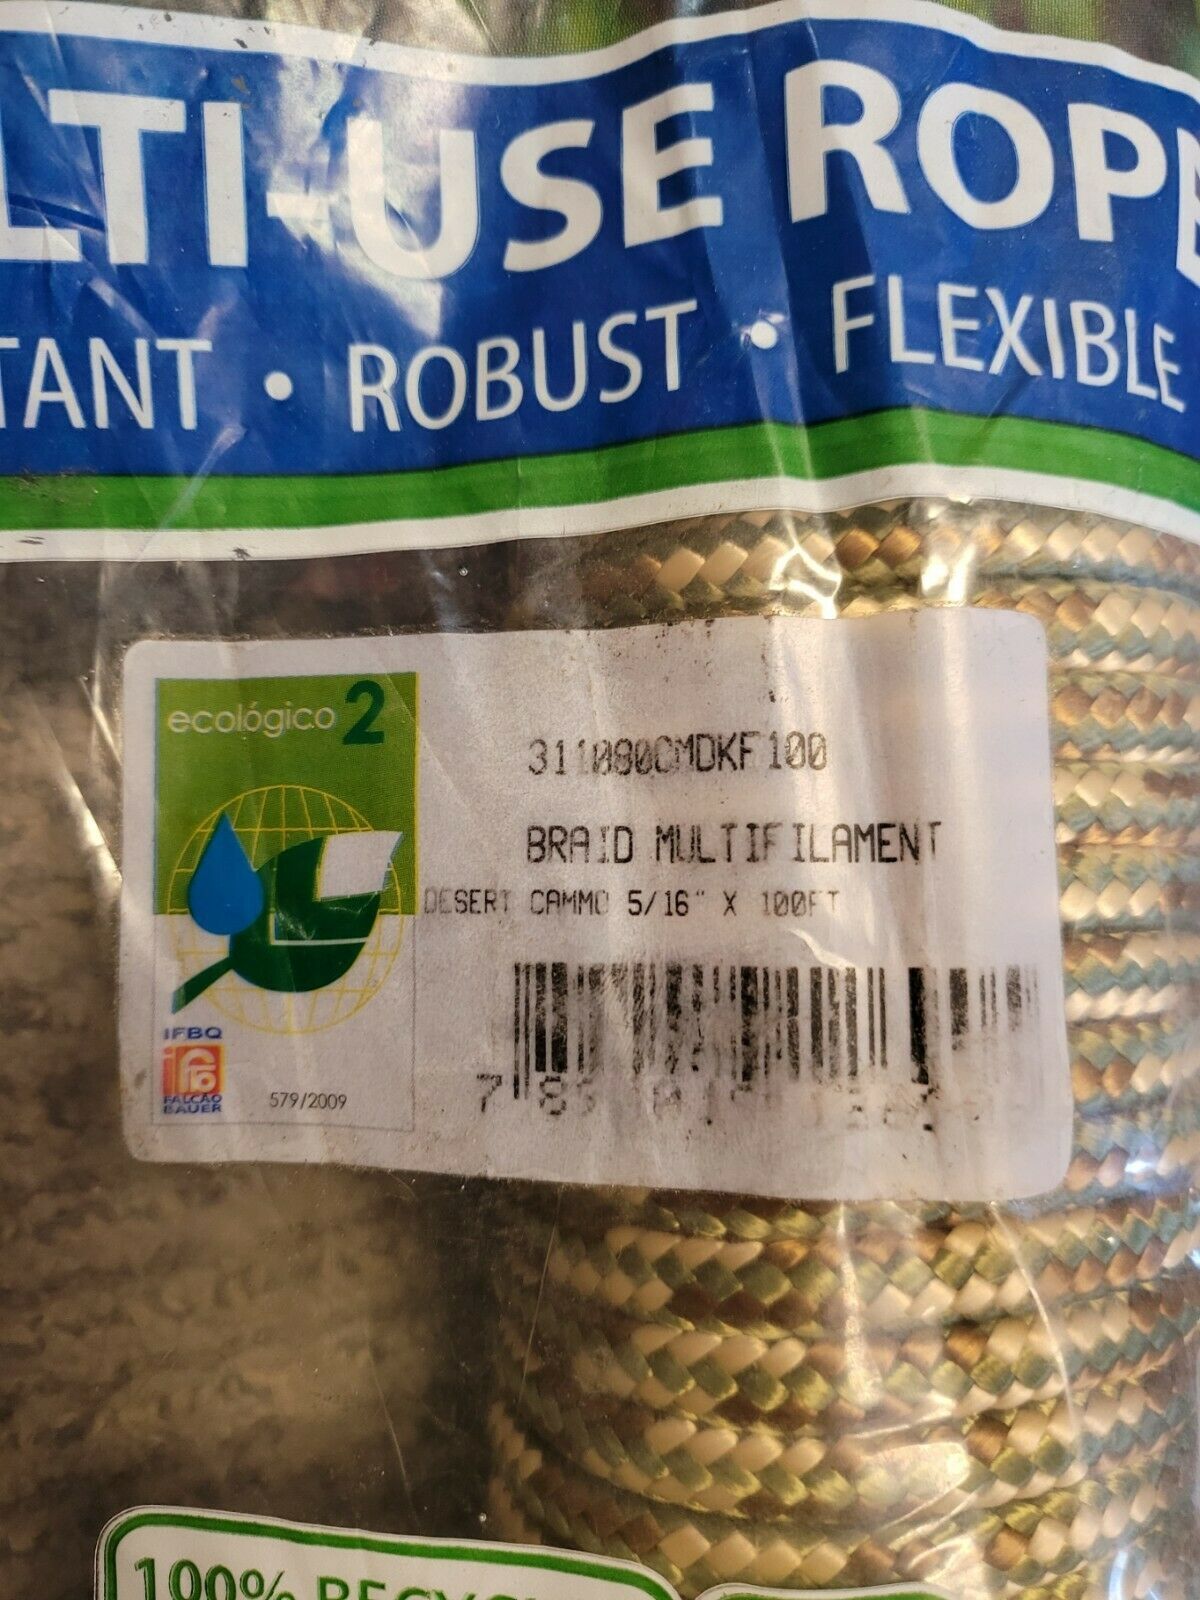 LTI-USE ROPE
TANT • ROBUST • FLEXIBLE
ecológico 2
311080CMDKF100
BRAID MULTIFILAMENT
DESERT CAMMO 5/16" X 100FT
IFBQ
FALCÃO
BAUER
579/2009
7
100% RECYC